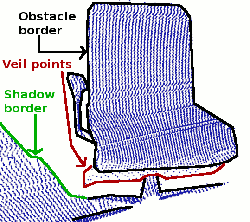 Obstacle
border
Veil points
Shadow
border